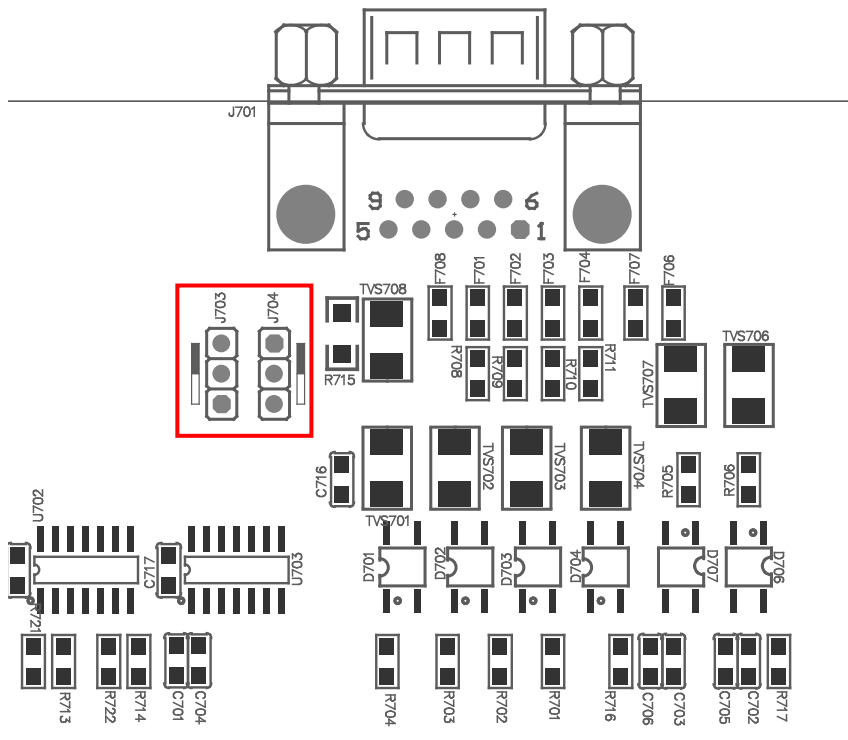 J701
9 6
5 1
F708 F701 F702 F703 F704 F707 F706
J703 J704 TVS708
R715 R708 R709 R710 R711 TVS707 TVS706
C716 TVS701 TVS702 TVS703 TVS704 R705 R706
U702 C717 U703 D701 D702 D703 D704 D707 D706
R721
R713 R722 R714 C701 C704 R704 R703 R702 R701 R716 C706 C703 C705 C702 R717